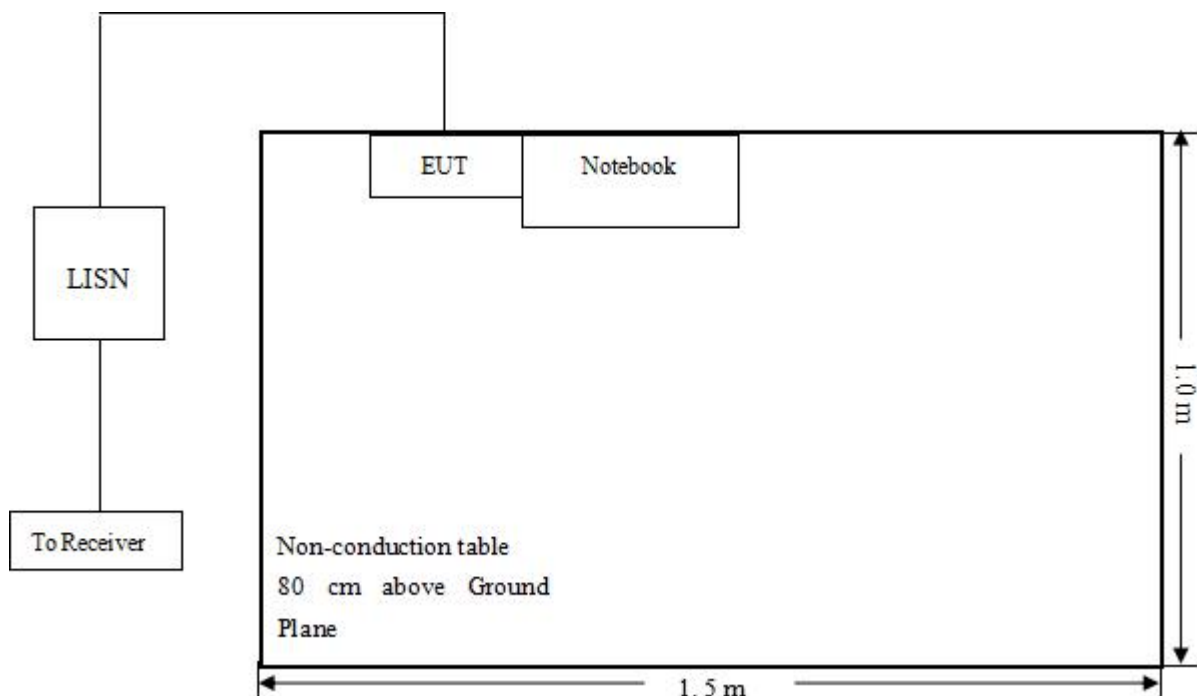 EUT
Notebook
LISN
1.0 m
To Receiver
Non-conduction table
80 cm above Ground
Plane
1. 5 m